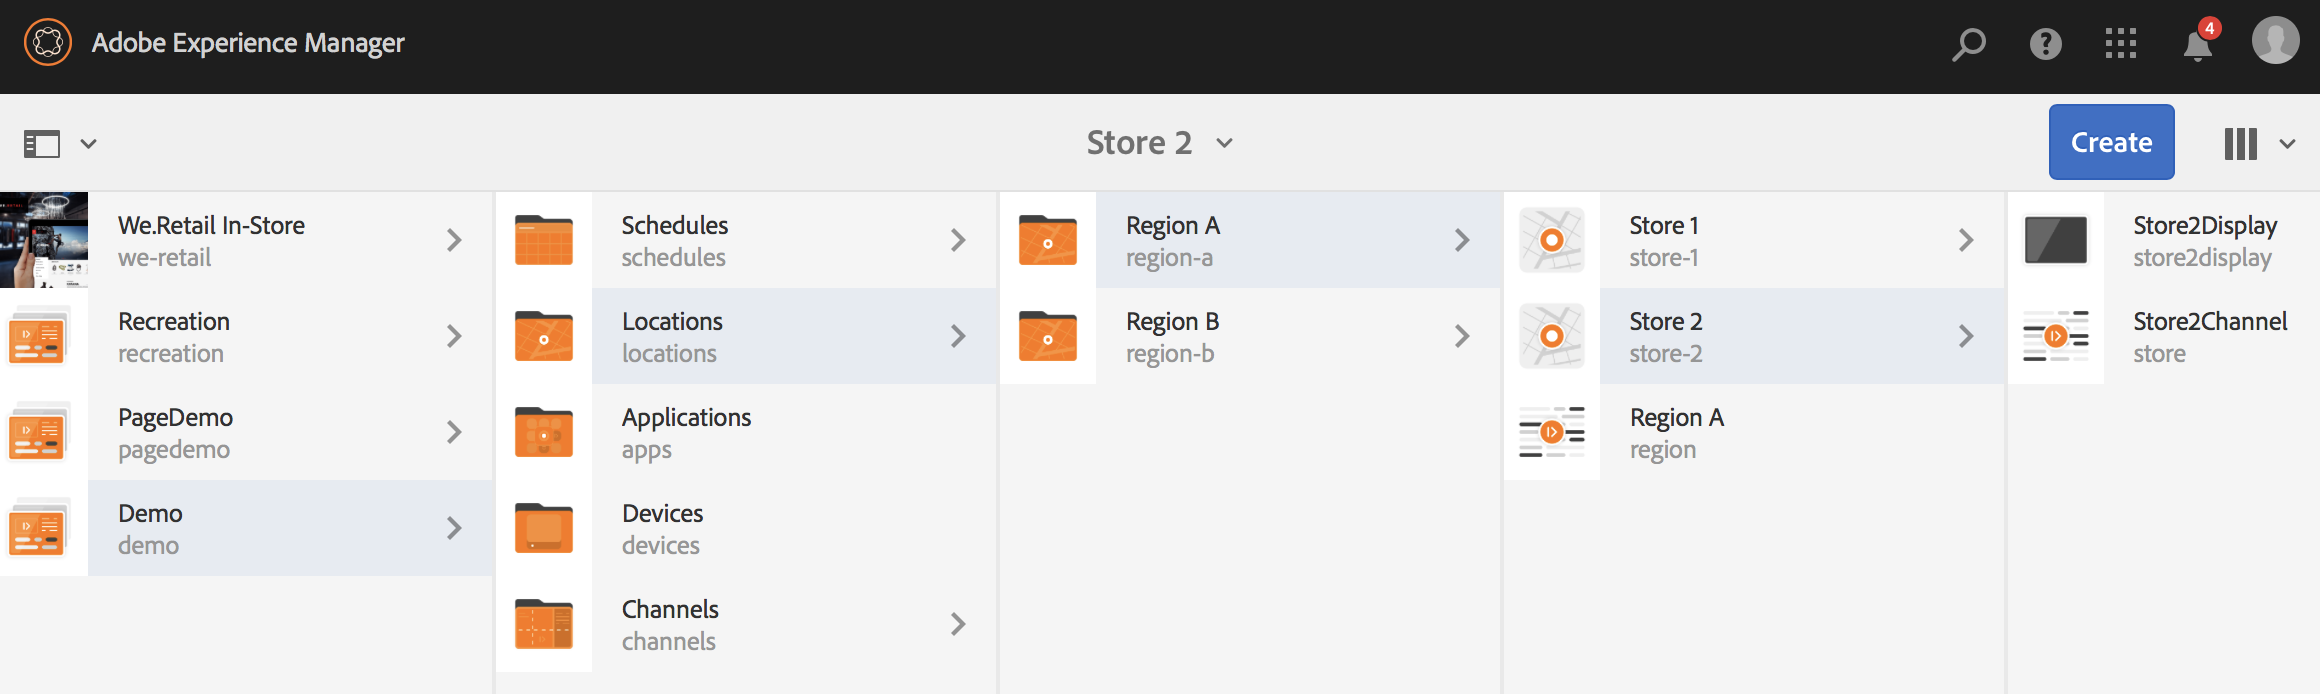 Adobe Experience Manager
4
Store 2
Create
We.Retail In-Store
we-retail
Recreation
recreation
PageDemo
pagedemo
Demo
demo
Schedules
schedules
Locations
locations
Applications
apps
Devices
devices
Channels
channels
Region A
region-a
Region B
region-b
Store 1
store-1
Store 2
store-2
Region A
region
Store2Display
store2display
Store2Channel
store